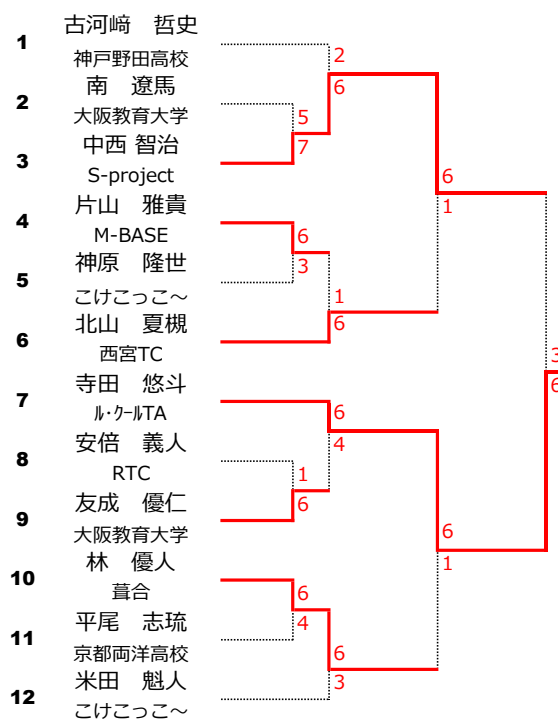 古河﨑　哲史
1
神戸野田高校
2
南　遼馬
6
2
大阪教育大学
5
中西 智治
7
3
S-project
6
片山　雅貴
1
4
M-BASE
6
神原　隆世
3
5
こけこっこ～
1
北山　夏槻
6
6
西宮TC
3
寺田　悠斗
6
7
ル・クールTA
6
安倍　義人
4
8
RTC
1
友成　優仁
6
9
大阪教育大学
6
林　優人
1
10
葺合
6
平尾　志琉
4
11
京都両洋高校
6
米田　魁人
3
12
こけこっこ～